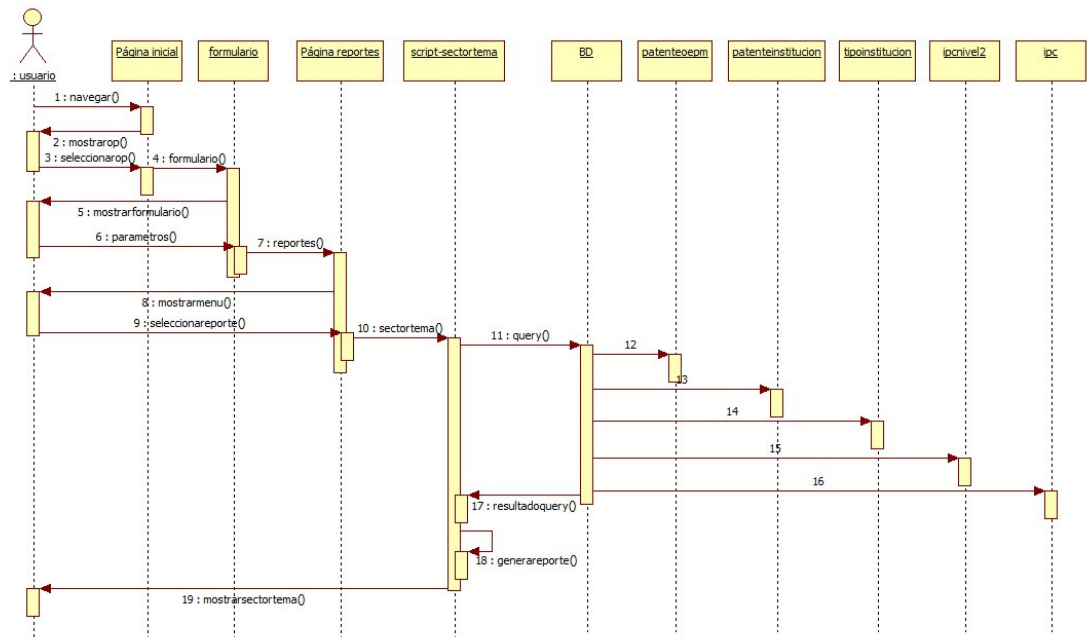 : usuario
Página inicial
formulario
Página reportes
script-sectortema
BD
patenteoepm
patenteinstitucion
tipoinstitucion
ipcnivel2
ipc
1 : navegar()
2 : mostrarop()
3 : seleccionarop()
4 : formulario()
5 : mostrarformulario()
6 : parametros()
7 : reportes()
8 : mostrarmenu()
9 : seleccionareporte()
10 : sectortema()
11 : query()
12
13
14
15
16
17 : resultadoquery()
18 : generareporte()
19 : mostrarsectortema()